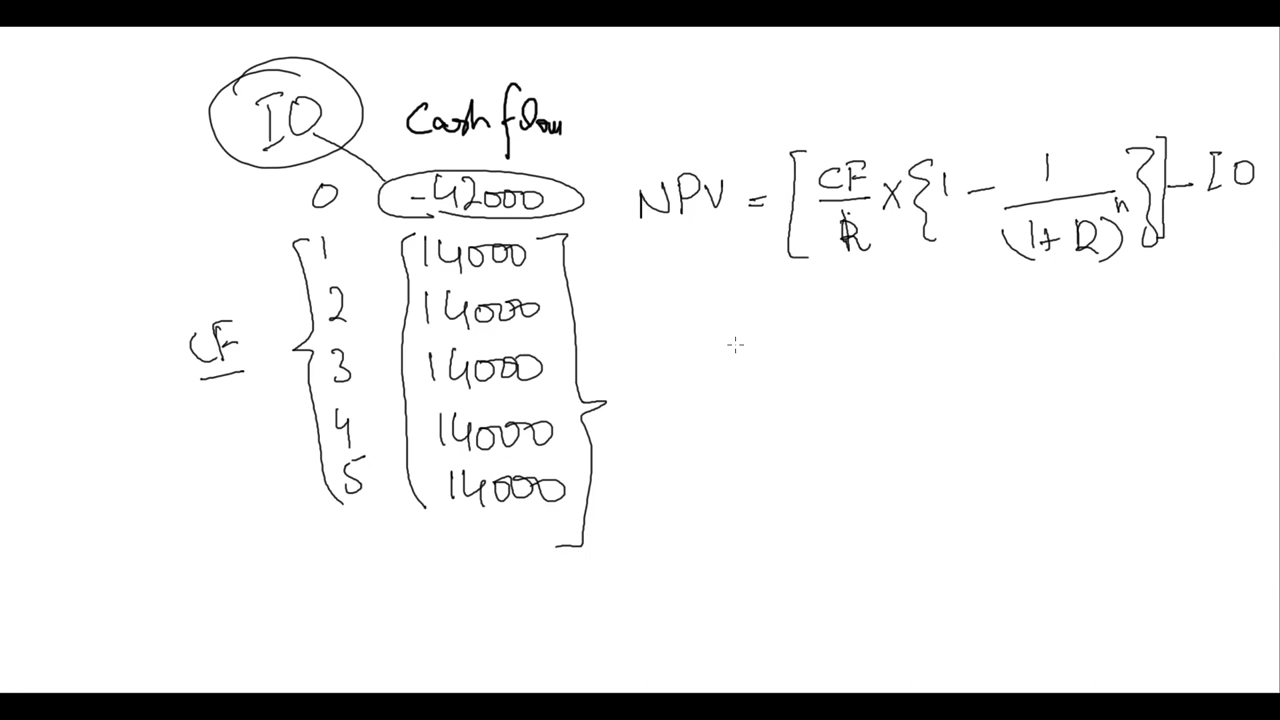 IO Cash flow
0 -42000
1 14000
2 14000
3 14000
4 14000
5 14000
CF
NPV = [CF/R × {1 - 1/(1+R)^n}] - IO